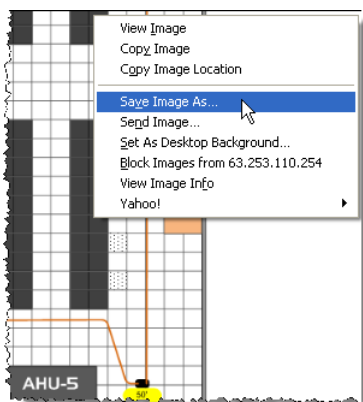 View Image
Copy Image
Copy Image Location
Save Image As...
Send Image...
Set As Desktop Background...
Block Images from 63.253.110.254
View Image Info
Yahoo!
AHU-5
50'